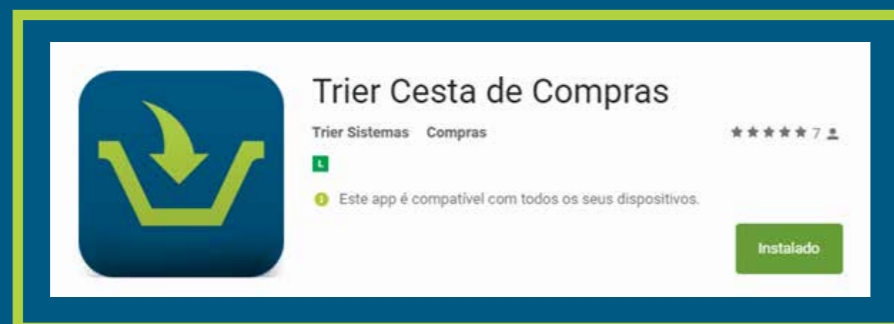 Trier Cesta de Compras
Trier Sistemas Compras
7
L
Este app é compatível com todos os seus dispositivos.
Instalado